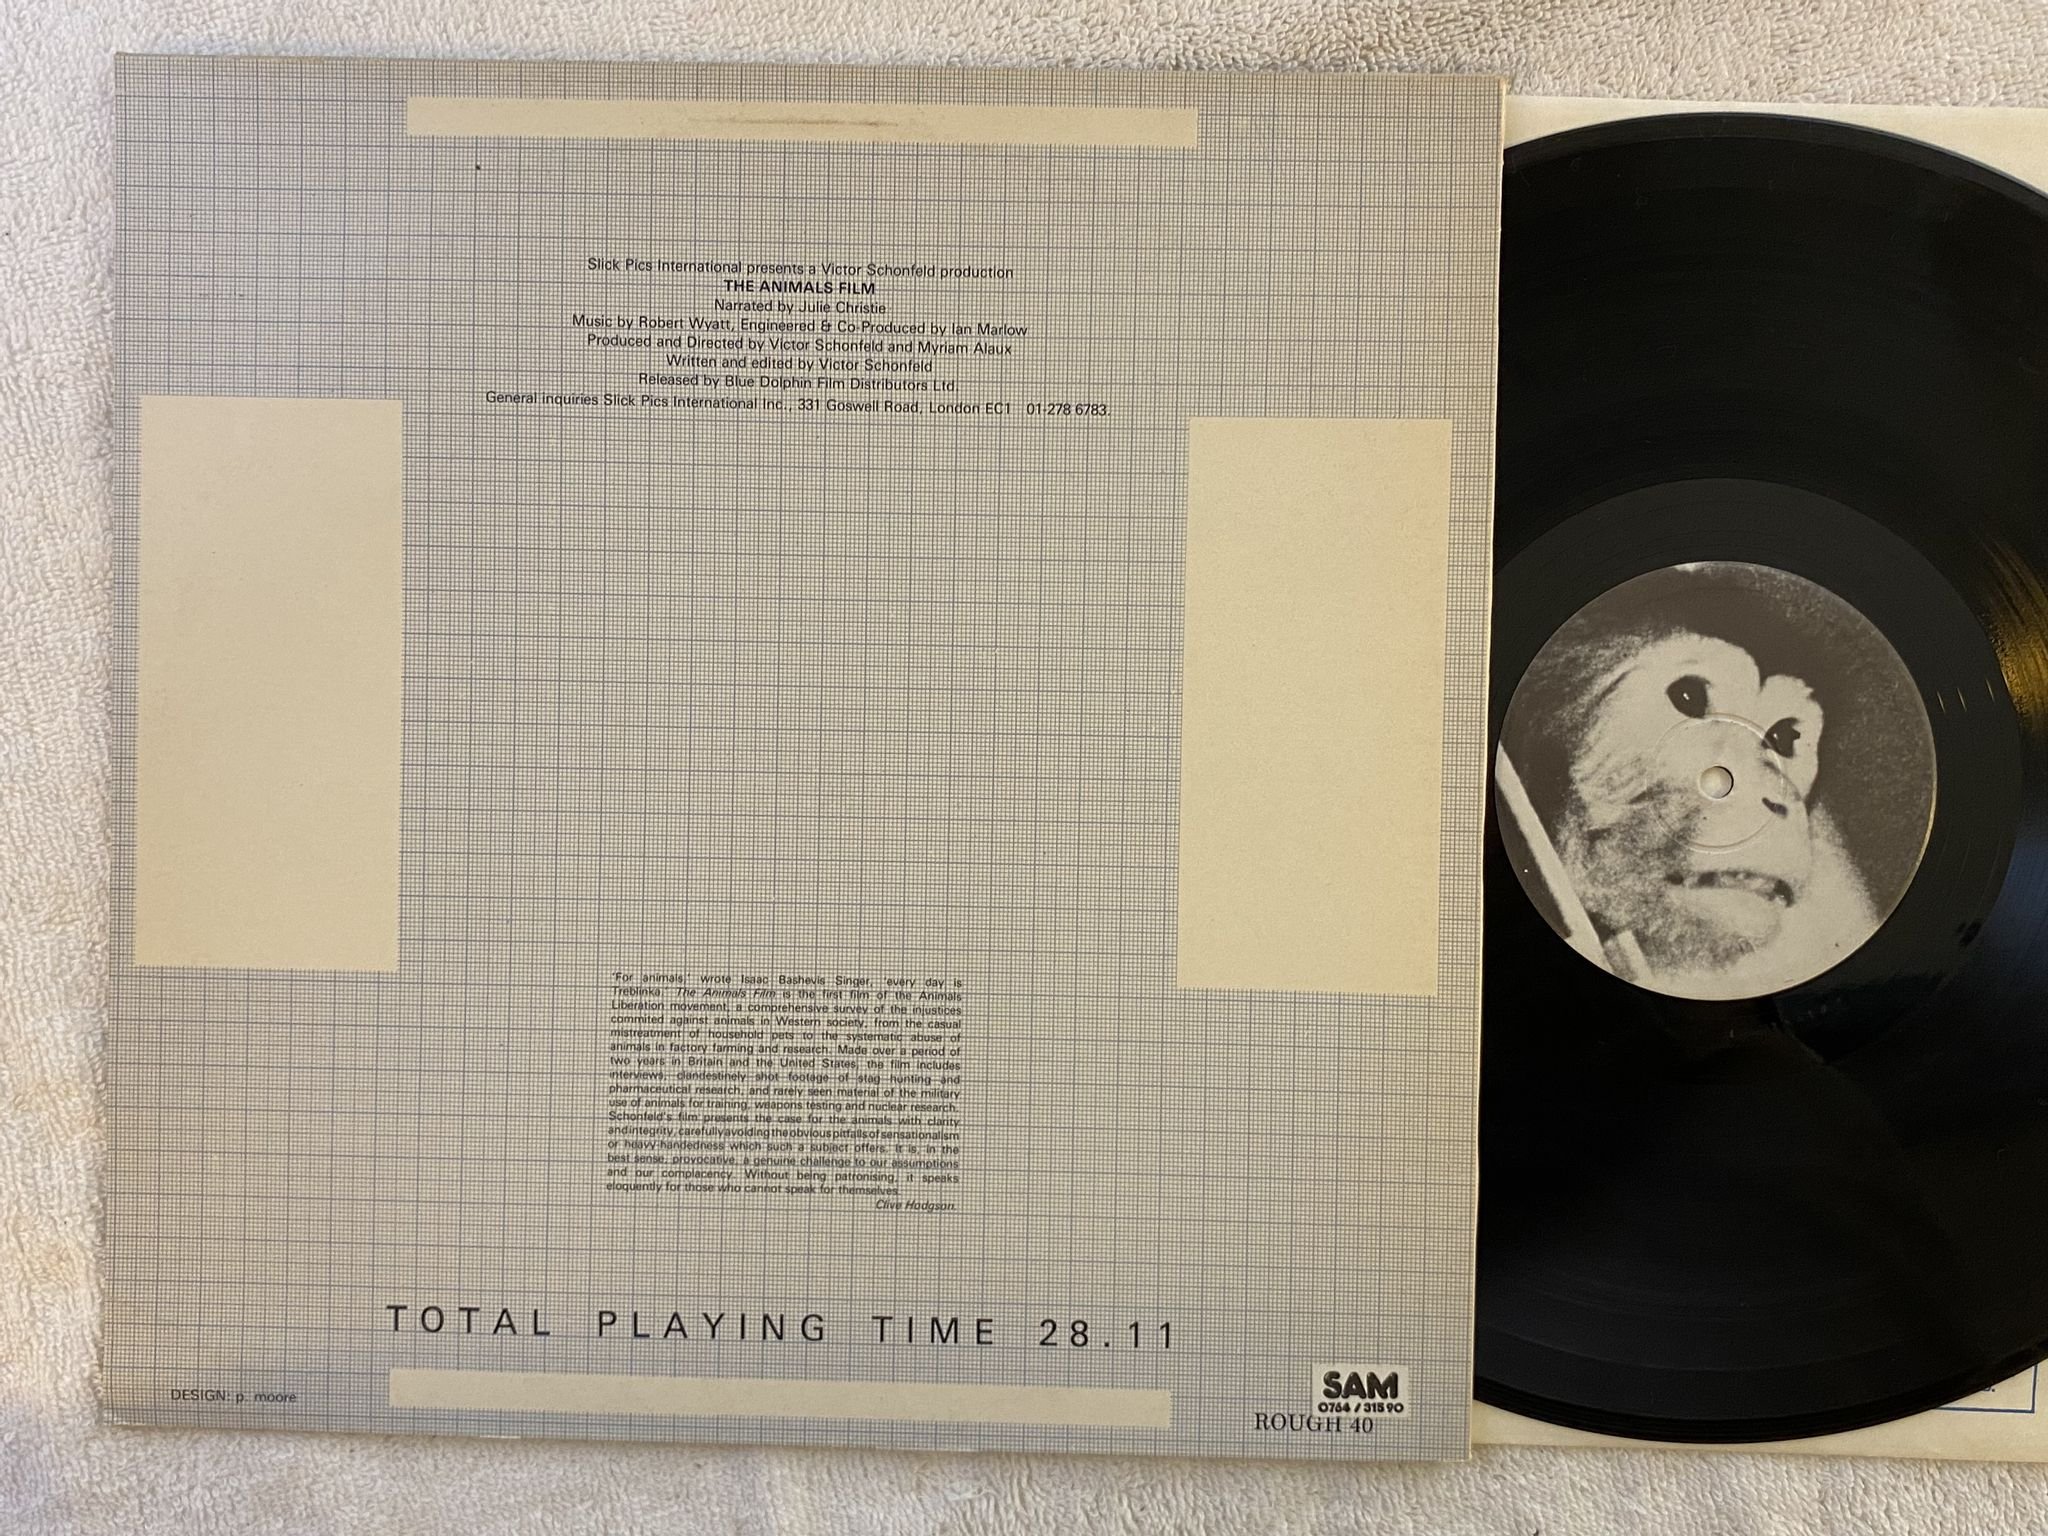 Slick Pics International presents a Victor Schonfeld production
THE ANIMALS FILM
Narrated by Julie Christie
Music by Robert Wyatt, Engineered & Co-Produced by Ian Marlow
Produced and Directed by Victor Schonfeld and Myriam Alaux
Written and edited by Victor Schonfeld
Released by Blue Dolphin Film Distributors Ltd.
General inquiries Slick Pics International Inc., 331 Goswell Road, London EC1 01-278 6783.
'For animals,' wrote Isaac Bashevis Singer, 'every day is
Treblinka.' The Animals Film is the first film of the Animals
Liberation movement, a comprehensive survey of the injustices
commited against animals in Western society, from the casual
mistreatment of household pets to the systematic abuse of
animals in factory farming and research. Made over a period of
two years in Britain and the United States, the film includes
interviews, clandestinely shot footage of stag hunting and
pharmaceutical research, and rarely seen material of the military
use of animals for training, weapons testing and nuclear research.
Schonfeld's film presents the case for the animals with clarity
and integrity, carefully avoiding the obvious pitfalls of sensationalism
or heavy-handedness which such a subject offers. It is, in the
best sense, provocative, a genuine challenge to our assumptions
and our complacency. Without being patronising, it speaks
eloquently for those who cannot speak for themselves.
Clive Hodgson.
TOTAL PLAYING TIME 28.11
DESIGN: p. moore
SAM
0764 / 31590
ROUGH 40